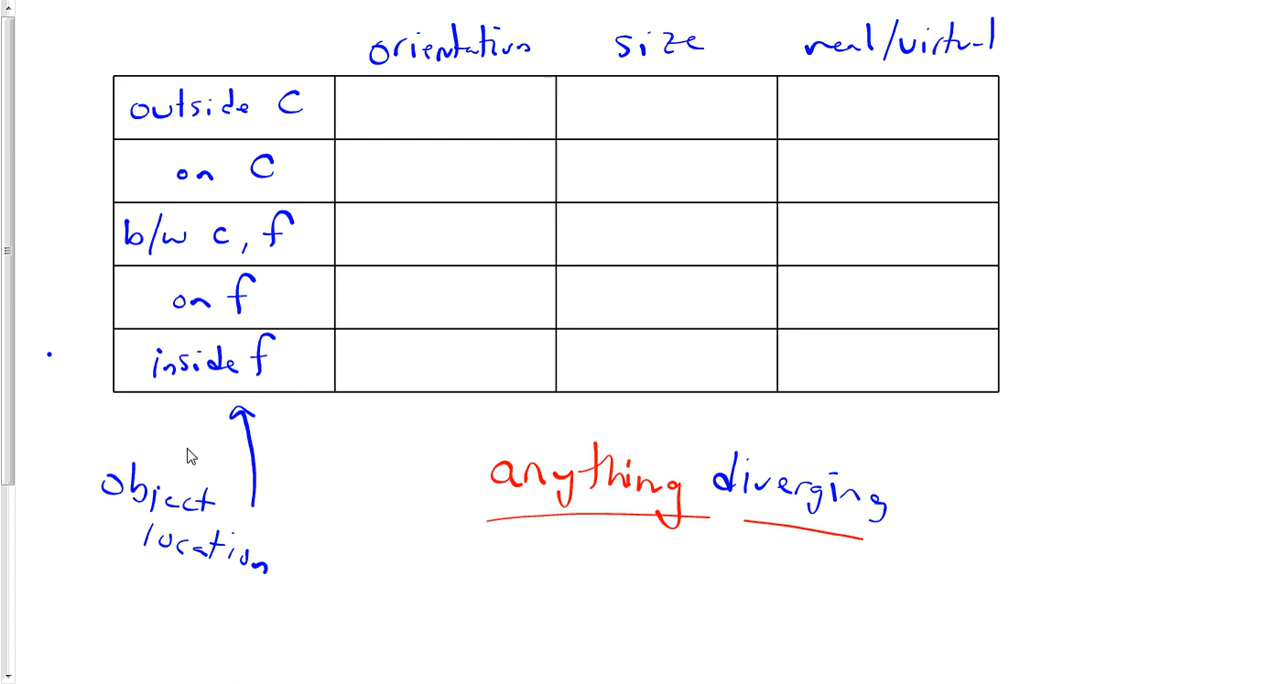 orientation size real/virtual
outside C
on C
b/w c, f
on f
inside f
object
location
anything diverging